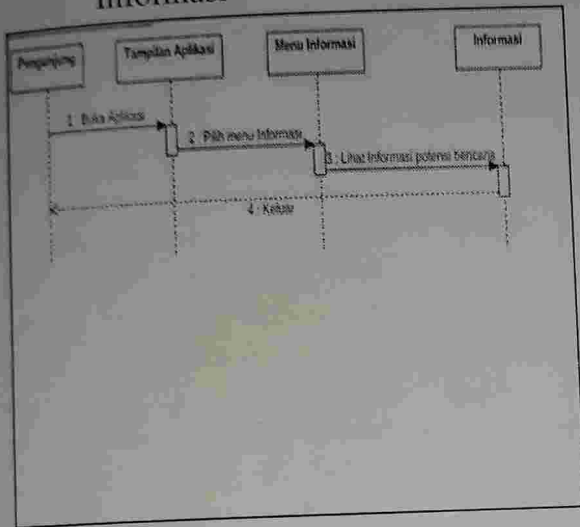 Informasi
Pengunjung
Tampilan Aplikasi
Menu Informasi
Informasi
1 : Buka Aplikasi
2 : Pilih menu Informasi
3 : Lihat Informasi potensi bencana
4 : Keluar